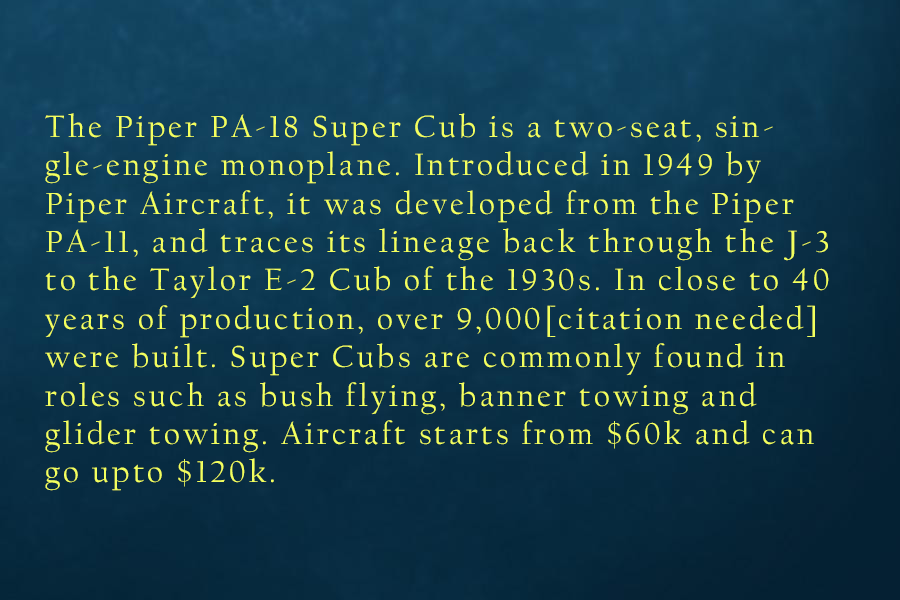 The Piper PA-18 Super Cub is a two-seat, sin-
gle-engine monoplane. Introduced in 1949 by
Piper Aircraft, it was developed from the Piper
PA-11, and traces its lineage back through the J-3
to the Taylor E-2 Cub of the 1930s. In close to 40
years of production, over 9,000[citation needed]
were built. Super Cubs are commonly found in
roles such as bush flying, banner towing and
glider towing. Aircraft starts from $60k and can
go upto $120k.